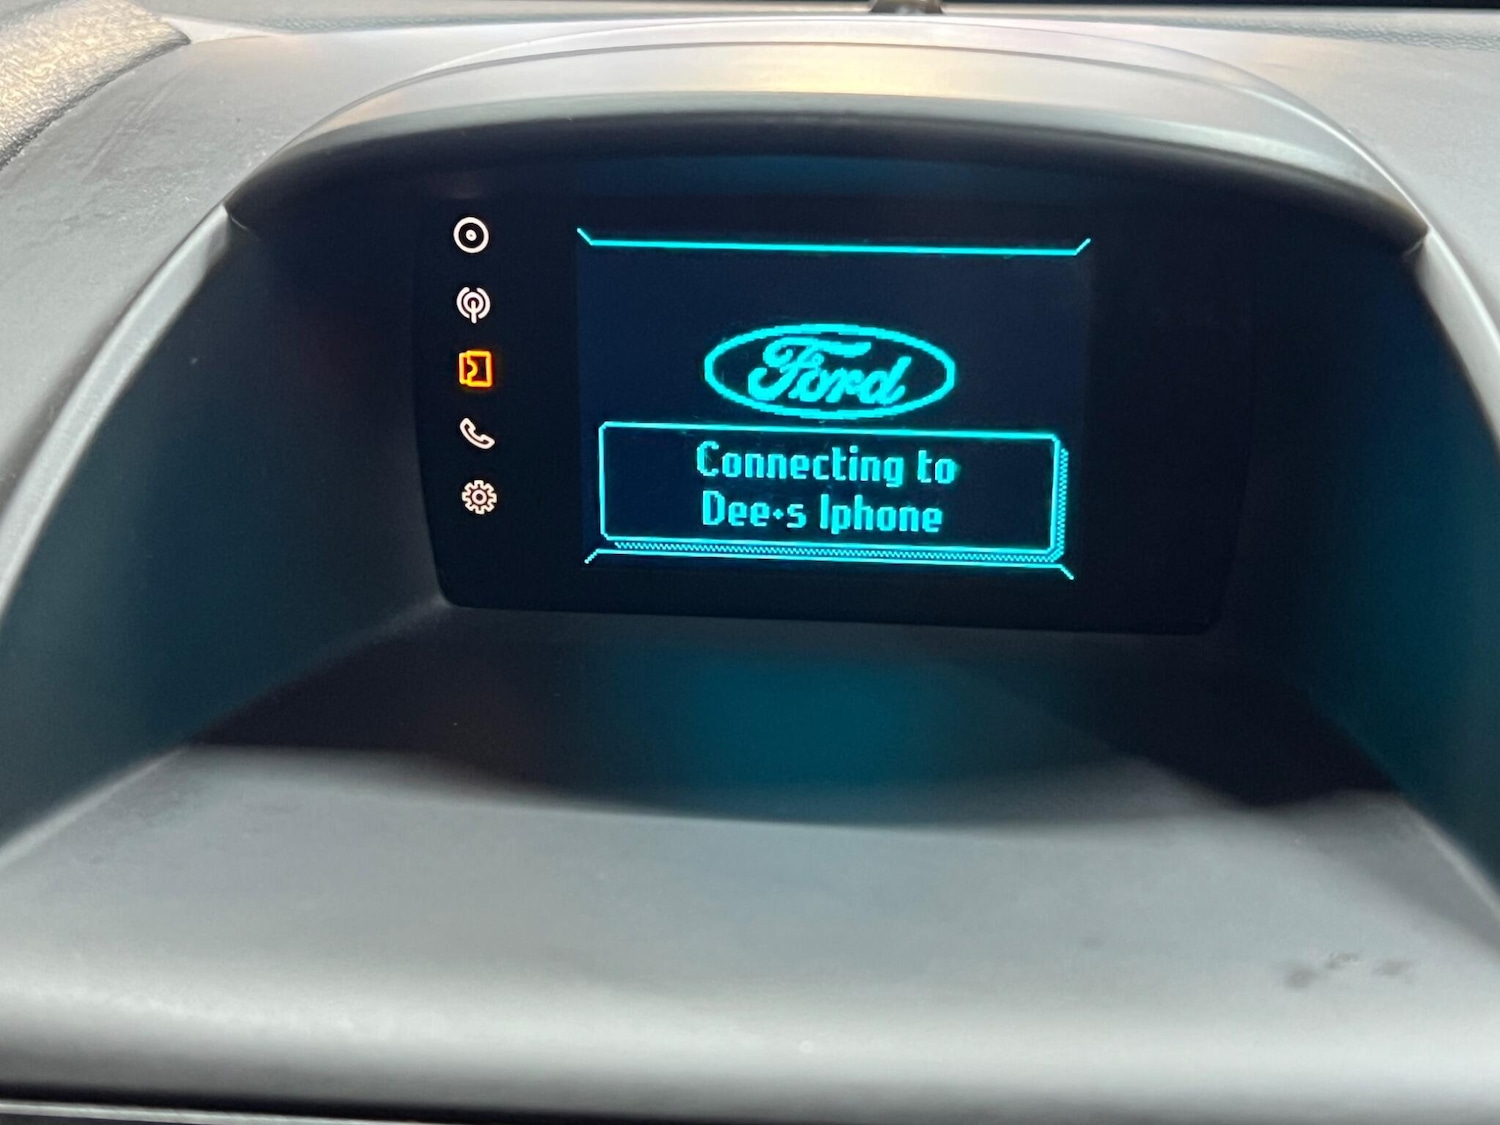 Ford
Connecting to
Dee•s Iphone